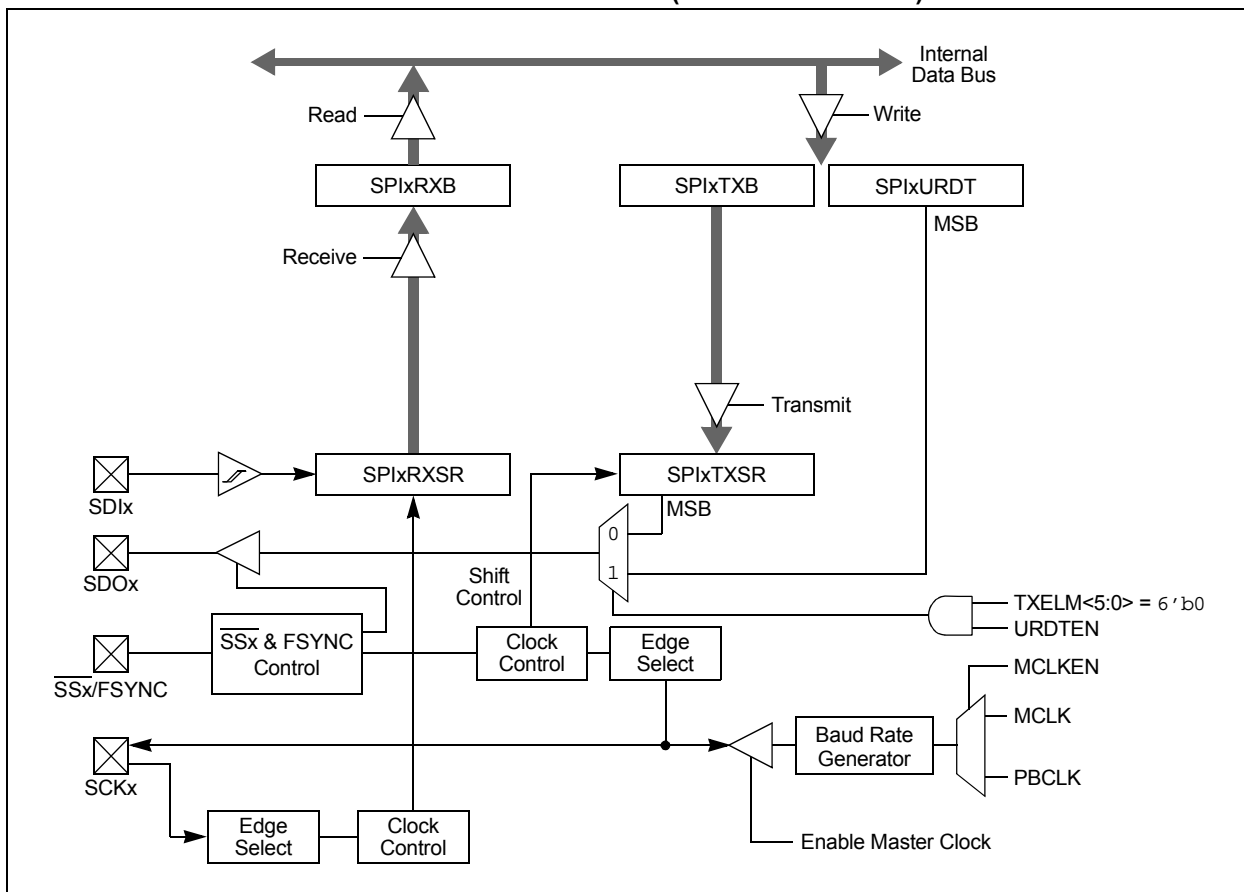 Internal
Data Bus
Read
Write
SPIxRXB
SPIxTXB
SPIxURDT
MSB
Receive
Transmit
SPIxRXSR
SPIxTXSR
SDIx
MSB
0
1
SDOx
Shift
Control
TXELM<5:0> = 6'b0
URDTEN
SSx & FSYNC
Control
Clock
Control
Edge
Select
SSx/FSYNC
MCLKEN
MCLK
Baud Rate
Generator
PBCLK
SCKx
Edge
Select
Clock
Control
Enable Master Clock